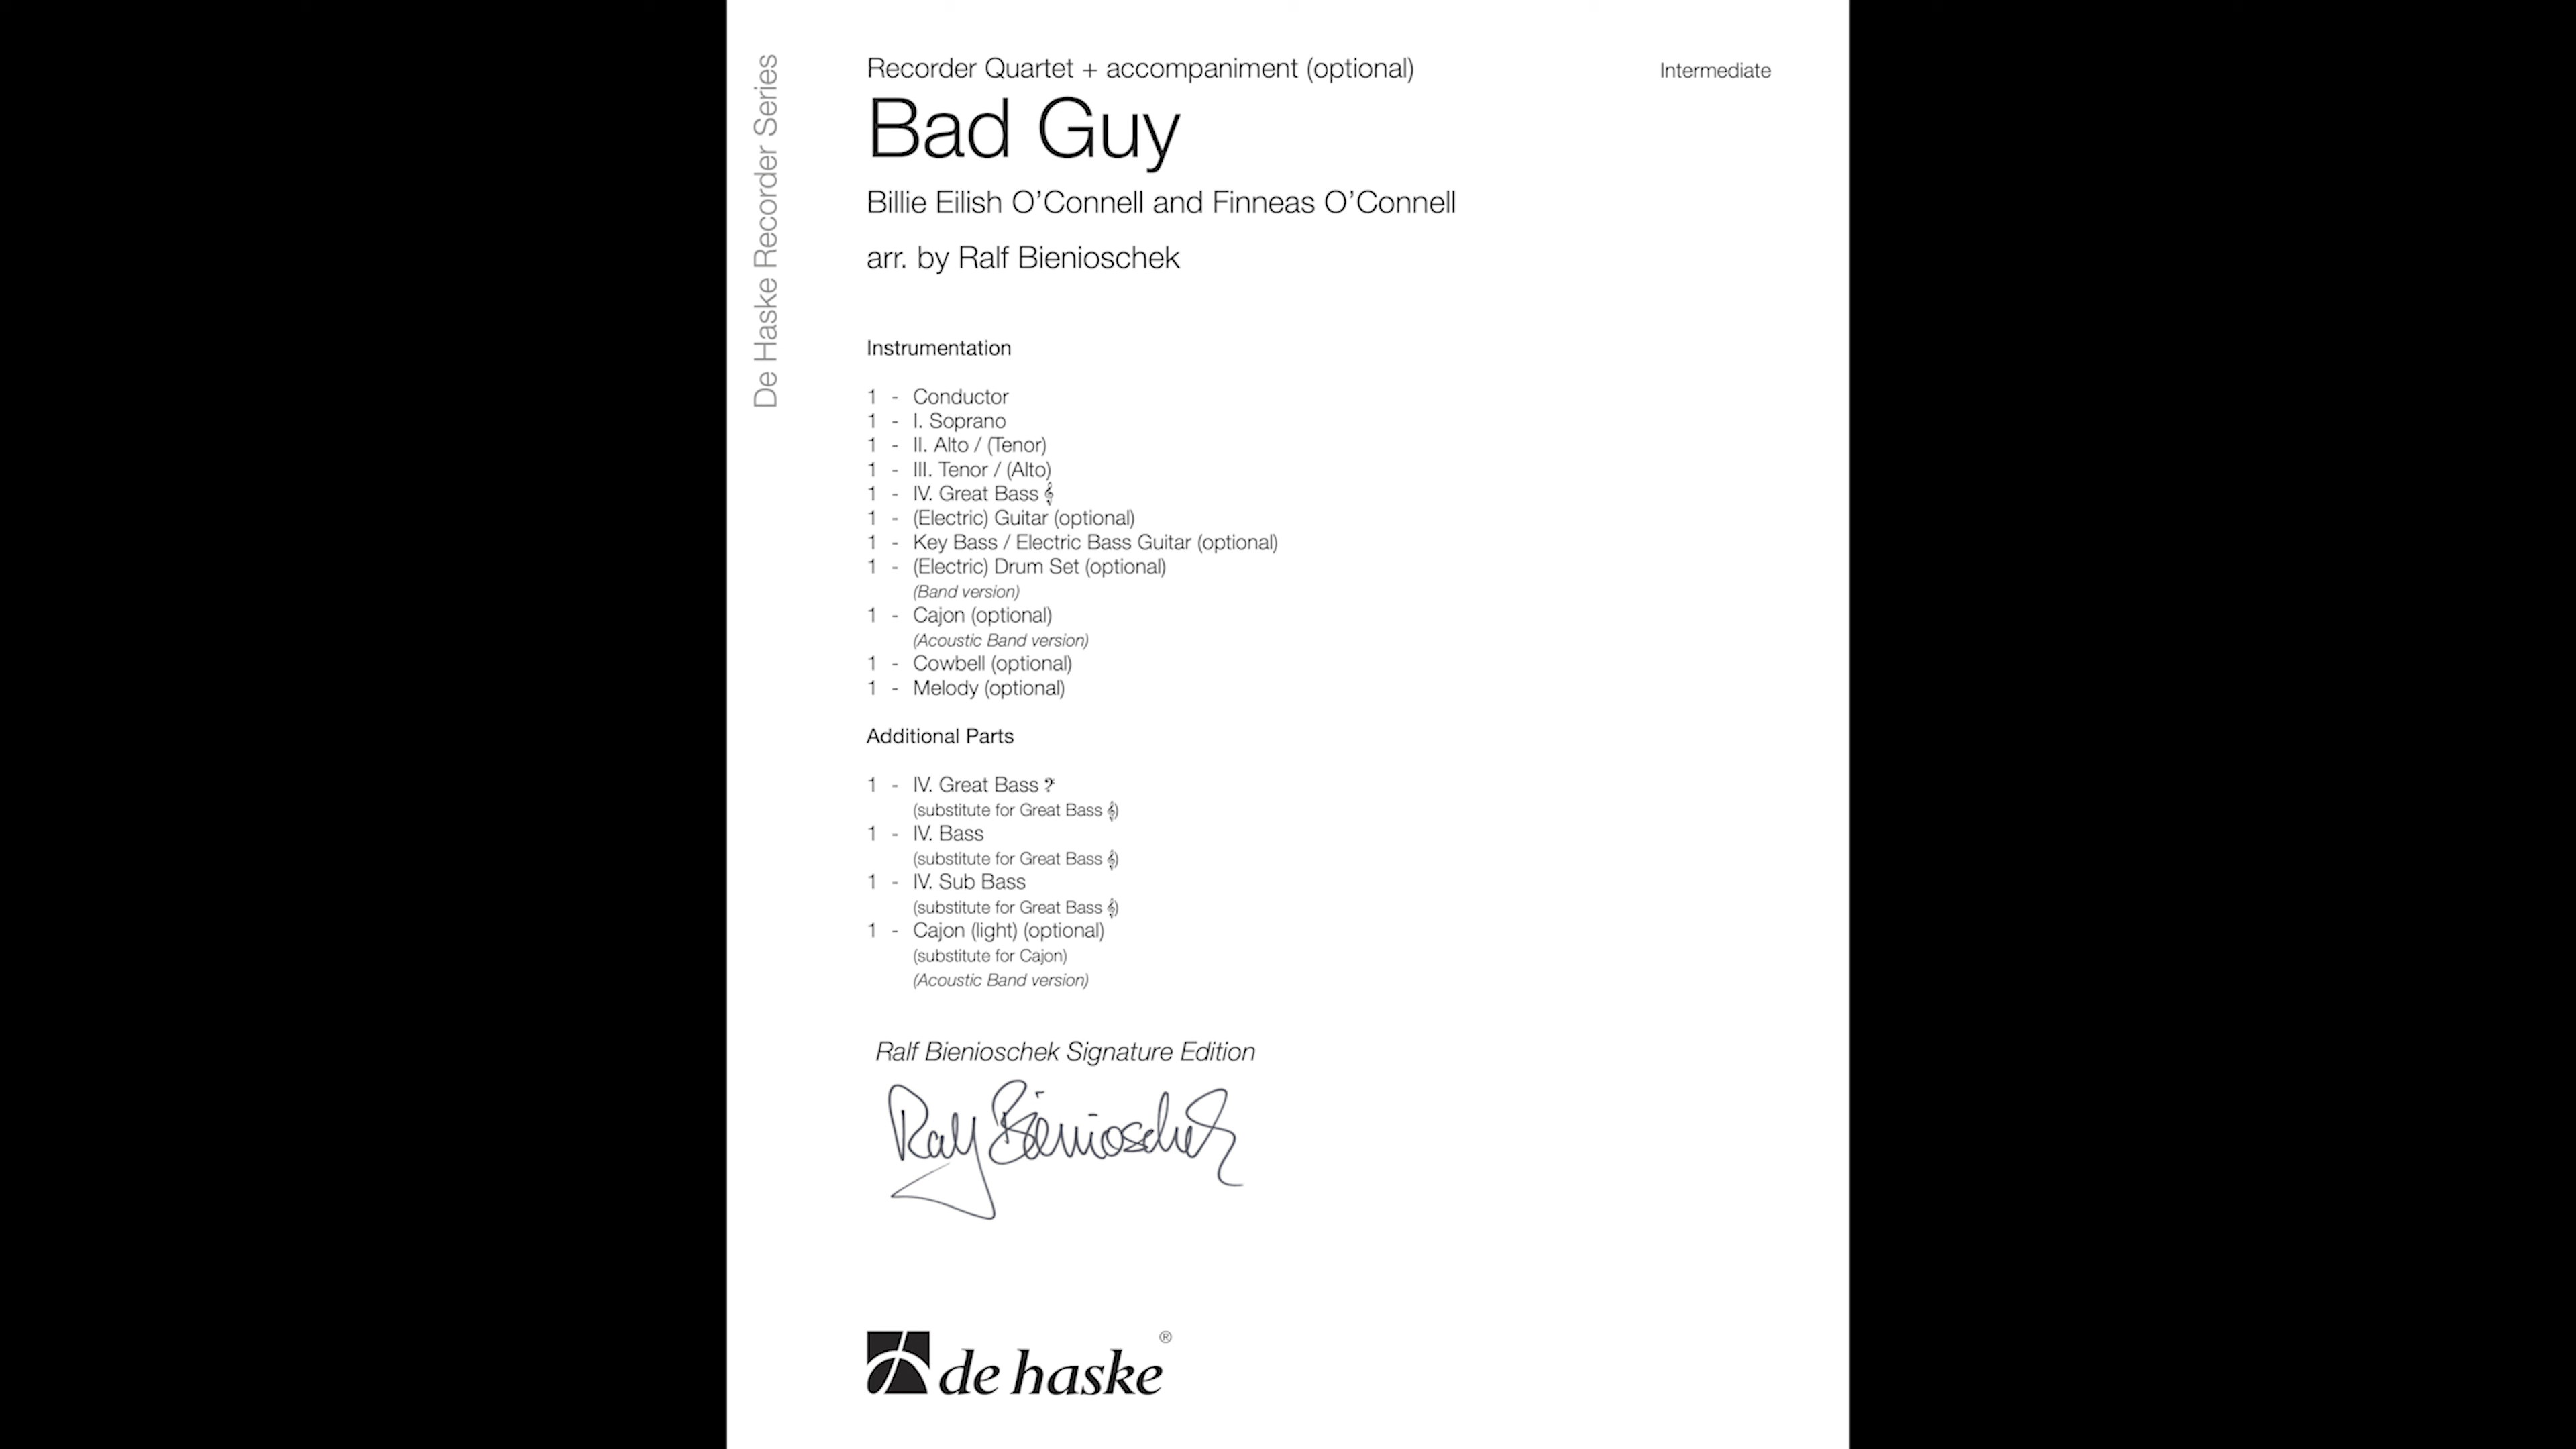 De Haske Recorder Series
Recorder Quartet + accompaniment (optional)
Intermediate
Bad Guy
Billie Eilish O’Connell and Finneas O’Connell
arr. by Ralf Bienioschek
Instrumentation
1 - Conductor
1 - I. Soprano
1 - II. Alto / (Tenor)
1 - III. Tenor / (Alto)
1 - IV. Great Bass 𝄞
1 - (Electric) Guitar (optional)
1 - Key Bass / Electric Bass Guitar (optional)
1 - (Electric) Drum Set (optional)
(Band version)
1 - Cajon (optional)
(Acoustic Band version)
1 - Cowbell (optional)
1 - Melody (optional)
Additional Parts
1 - IV. Great Bass 𝄢
(substitute for Great Bass 𝄞)
1 - IV. Bass
(substitute for Great Bass 𝄞)
1 - IV. Sub Bass
(substitute for Great Bass 𝄞)
1 - Cajon (light) (optional)
(substitute for Cajon)
(Acoustic Band version)
Ralf Bienioschek Signature Edition
Ralf Bienioschek
de haske ®